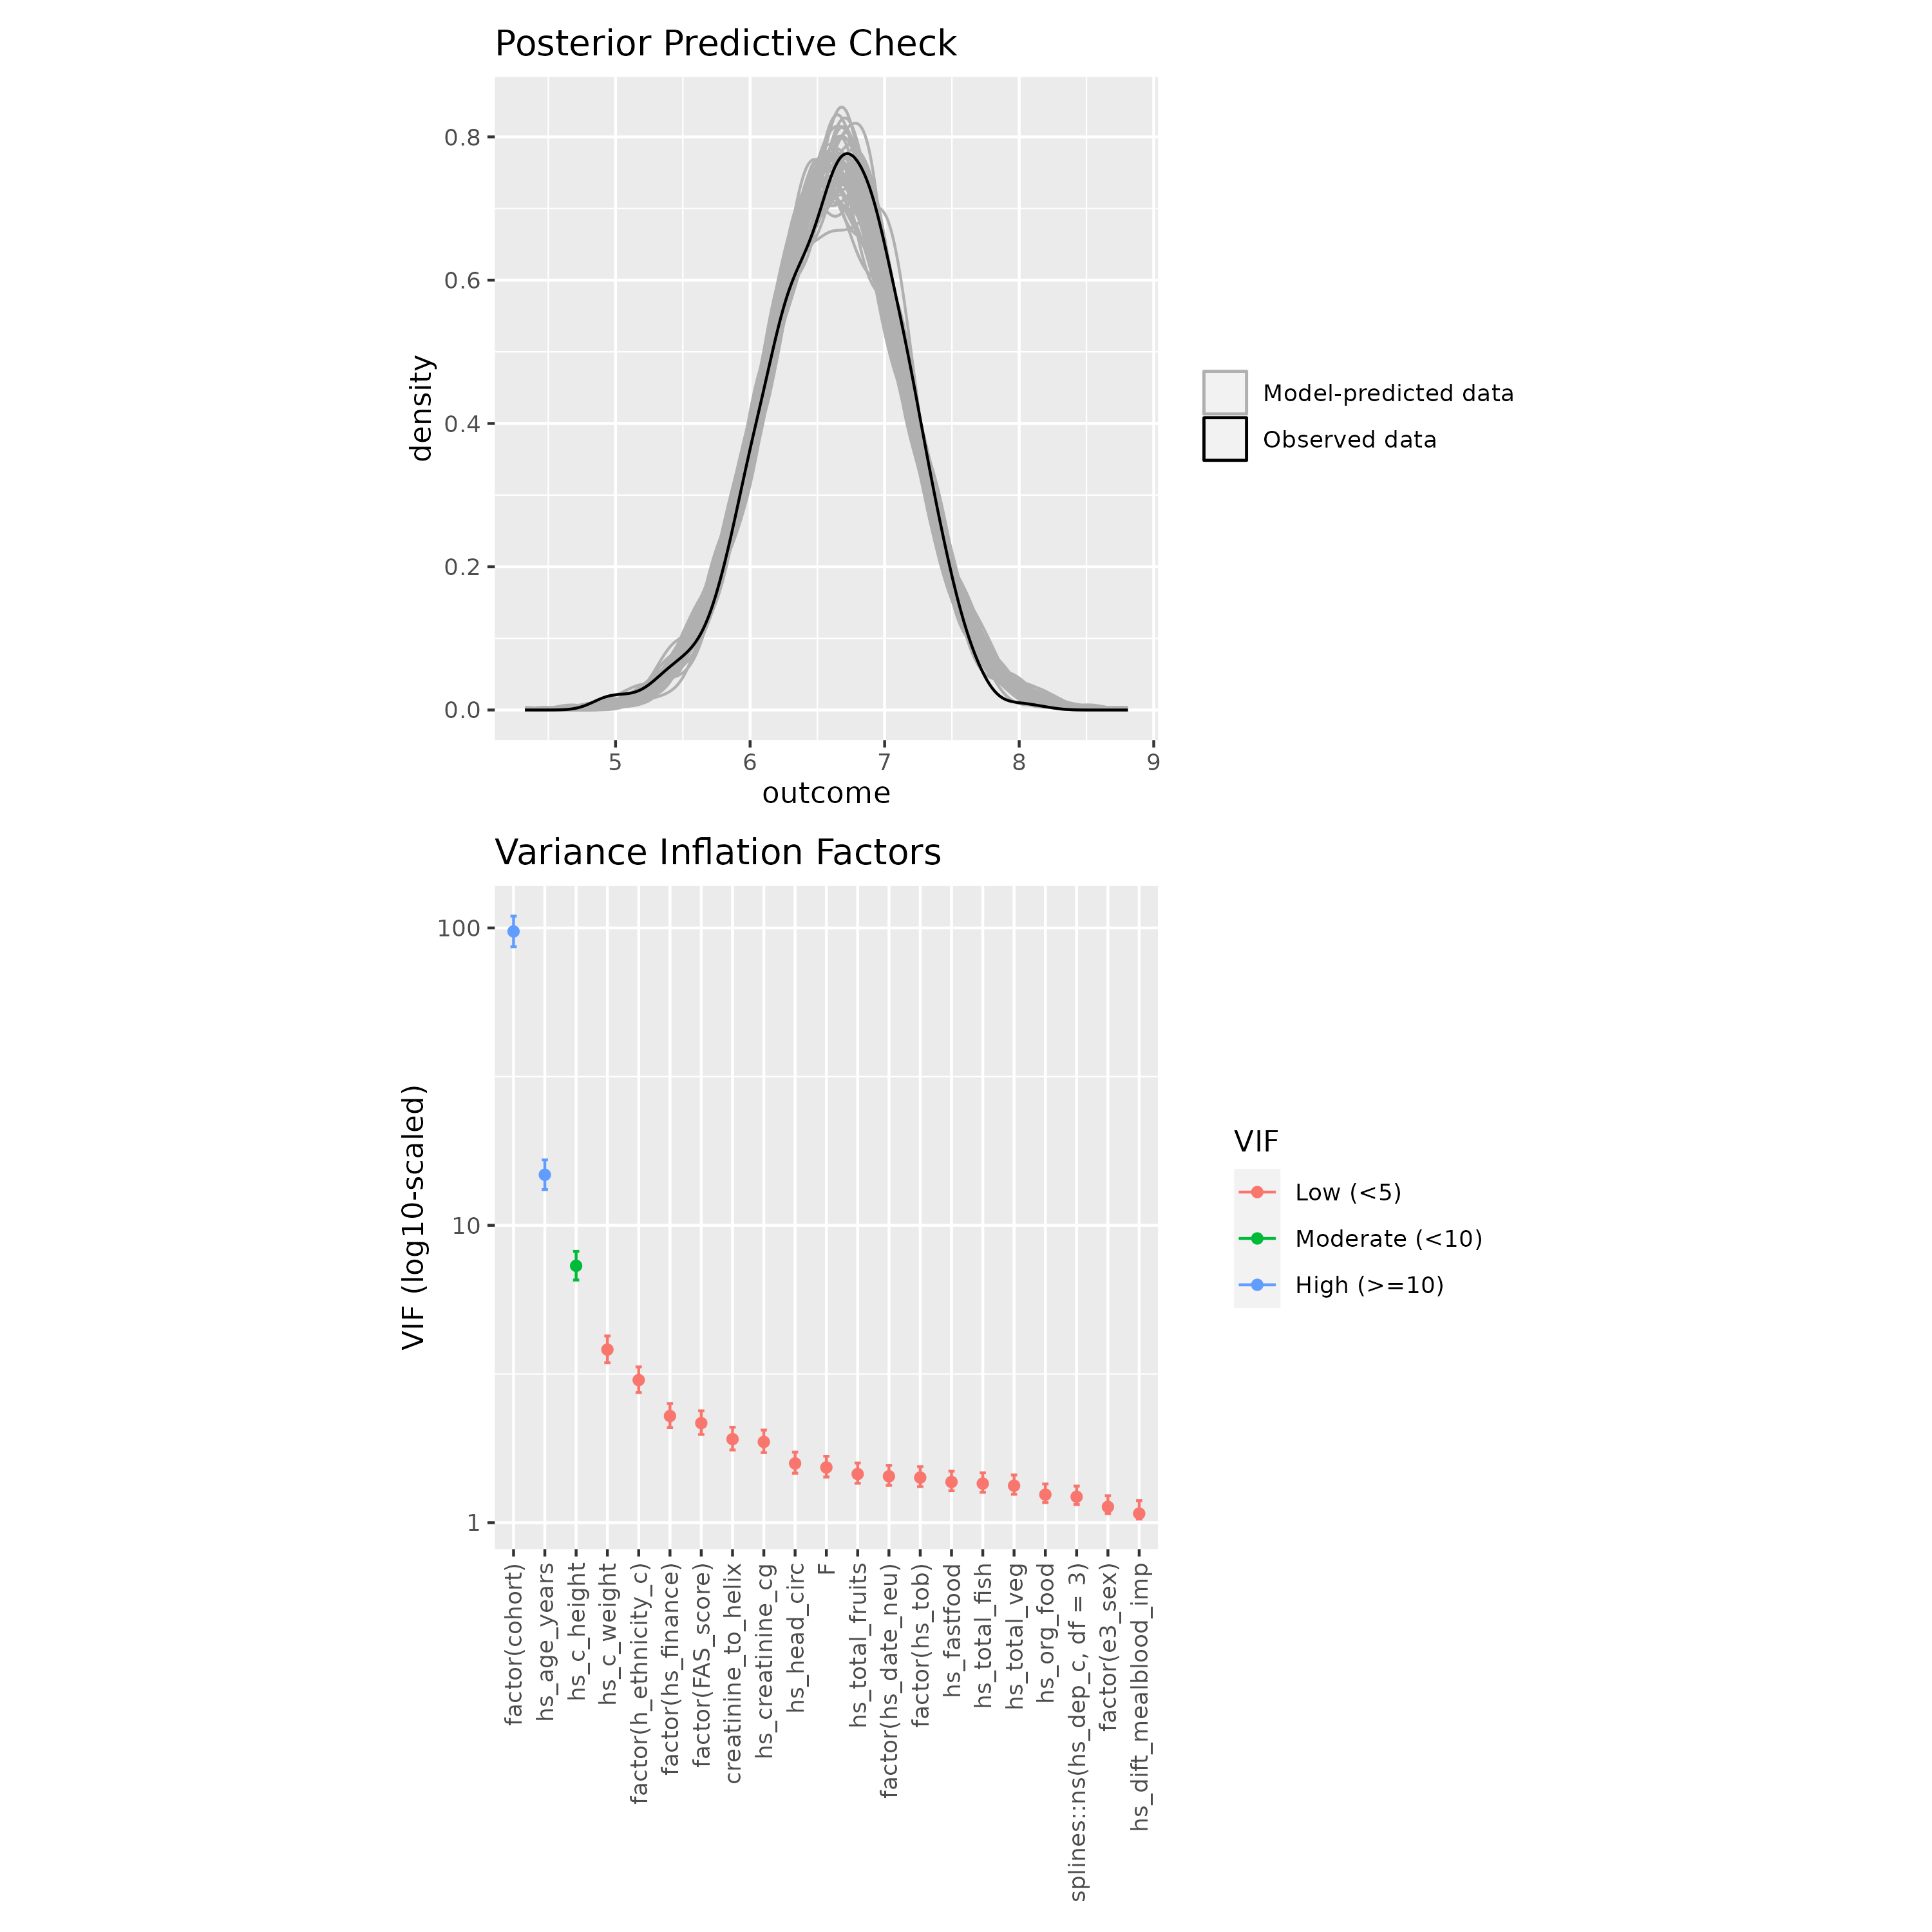 Posterior Predictive Check
density
0.8
0.6
0.4
0.2
0.0
5 6 7 8 9
outcome
Model-predicted data
Observed data
Variance Inflation Factors
VIF (log10-scaled)
100
10
1
factor(cohort)
hs_age_years
hs_c_height
hs_c_weight
factor(h_ethnicity_c)
factor(hs_finance)
factor(FAS_score)
creatinine_to_helix
hs_creatinine_cg
hs_head_circ
F
hs_total_fruits
factor(hs_date_neu)
factor(hs_tob)
hs_fastfood
hs_total_fish
hs_total_veg
hs_org_food
splines::ns(hs_dep_c, df = 3)
factor(e3_sex)
hs_dift_mealblood_imp
VIF
Low (<5)
Moderate (<10)
High (>=10)